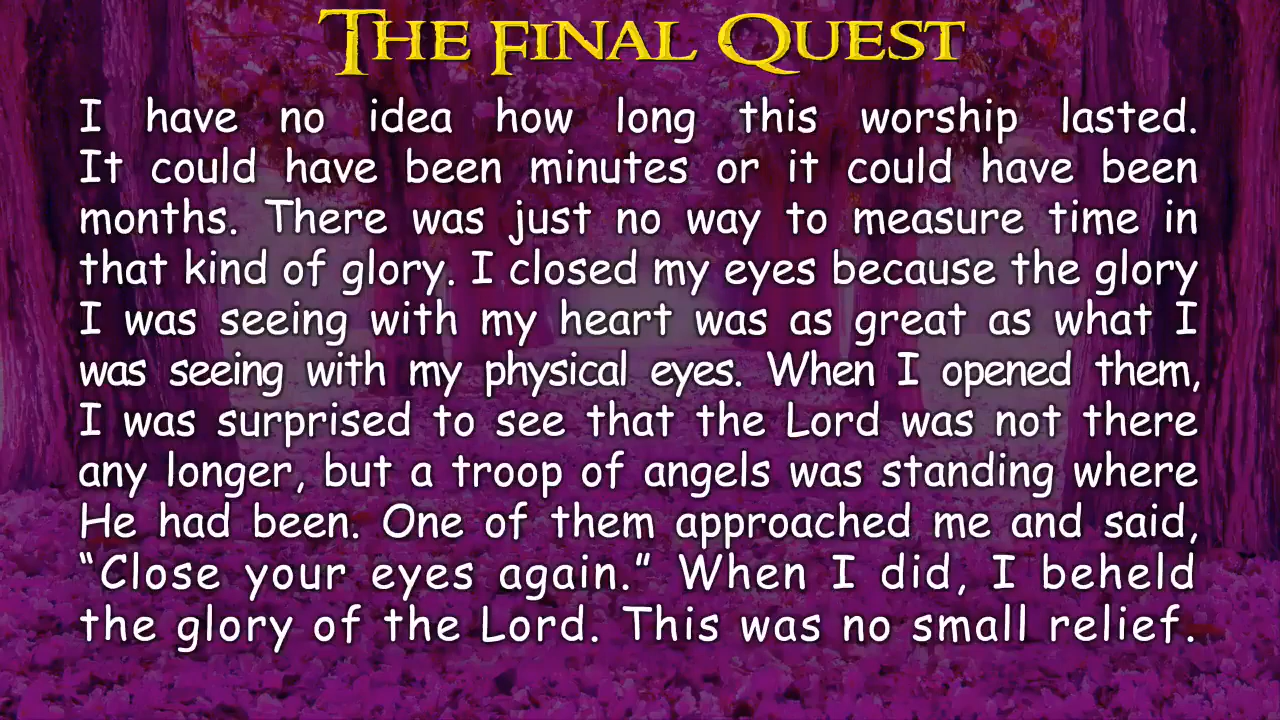 The Final Quest
I have no idea how long this worship lasted.
It could have been minutes or it could have been
months. There was just no way to measure time in
that kind of glory. I closed my eyes because the glory
I was seeing with my heart was as great as what I
was seeing with my physical eyes. When I opened them,
I was surprised to see that the Lord was not there
any longer, but a troop of angels was standing where
He had been. One of them approached me and said,
“Close your eyes again.” When I did, I beheld
the glory of the Lord. This was no small relief.